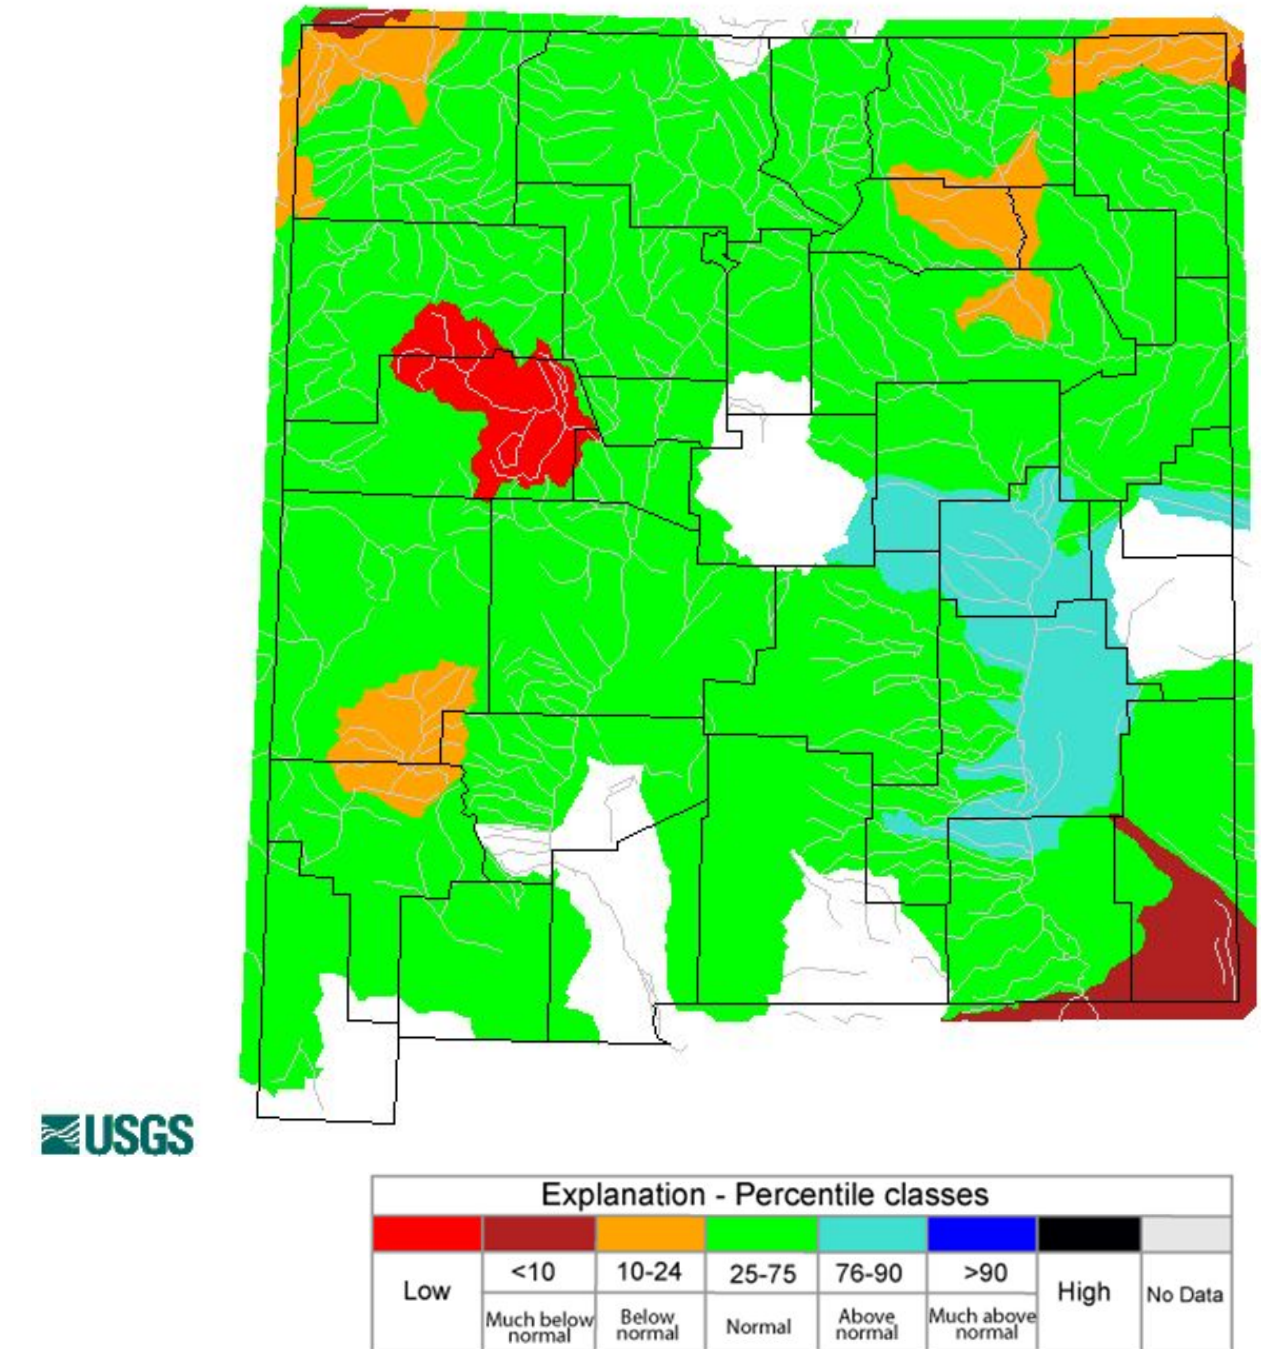 USGS
Explanation - Percentile classes
Low
<10
10-24
25-75
76-90
>90
High
No Data
Much below
normal
Below
normal
Normal
Above
normal
Much above
normal